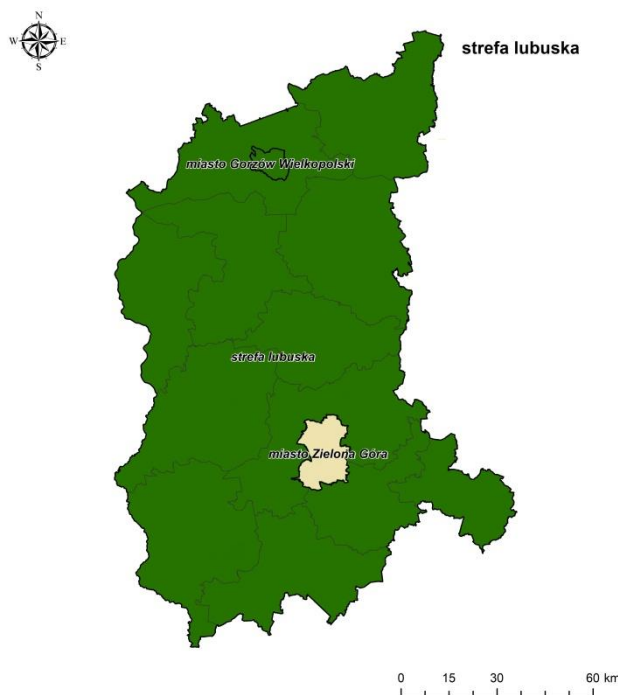 N
W E
S
strefa lubuska
miasto Gorzów Wielkopolski
strefa lubuska
miasto Zielona Góra
0 15 30 60 km